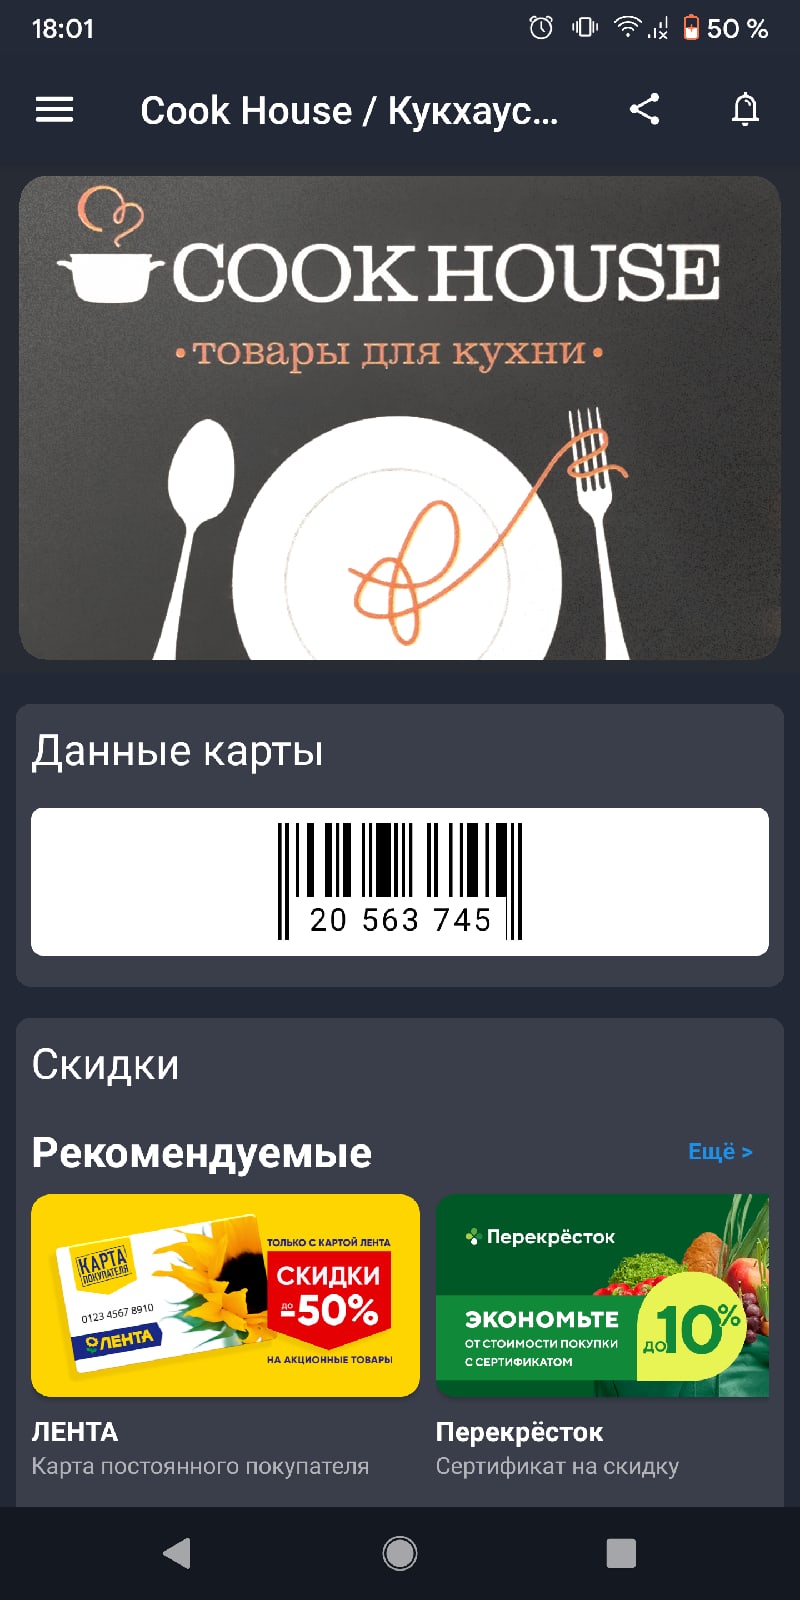 18:01
50 %
Cook House / Кукхаус...
COOK HOUSE
•товары для кухни•
Данные карты
20 563 745
Скидки
Рекомендуемые
Ещё >
КАРТА
ПОКУПАТЕЛЯ
0123 4567 8910
ЛЕНТА
ТОЛЬКО С КАРТОЙ ЛЕНТА
СКИДКИ
ДО -50%
НА АКЦИОННЫЕ ТОВАРЫ
Перекрёсток
ЭКОНОМЬТЕ
ОТ СТОИМОСТИ ПОКУПКИ
С СЕРТИФИКАТОМ
ДО 10%
ЛЕНТА
Карта постоянного покупателя
Перекрёсток
Сертификат на скидку